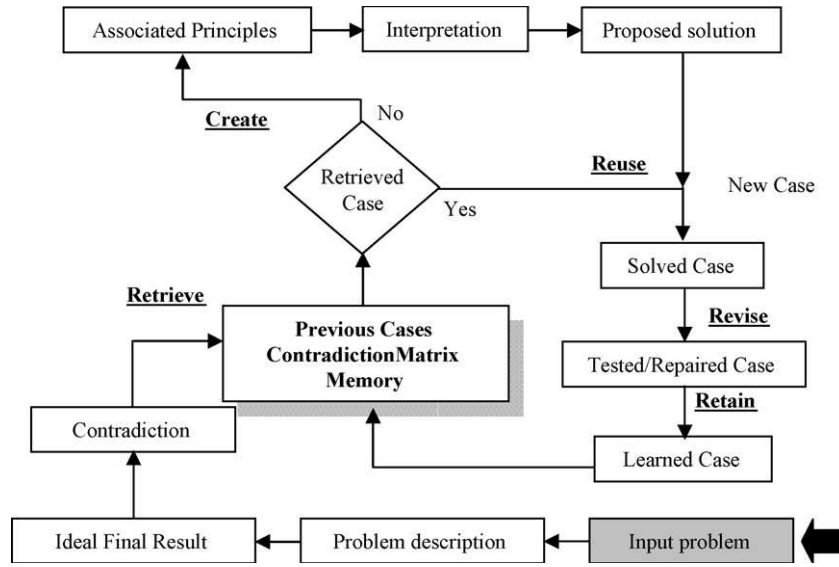 Associated Principles
Interpretation
Proposed solution
Create
No
Retrieved
Case
Yes
Reuse
New Case
Solved Case
Retrieve
Previous Cases
ContradictionMatrix
Memory
Revise
Tested/Repaired Case
Retain
Contradiction
Learned Case
Ideal Final Result
Problem description
Input problem